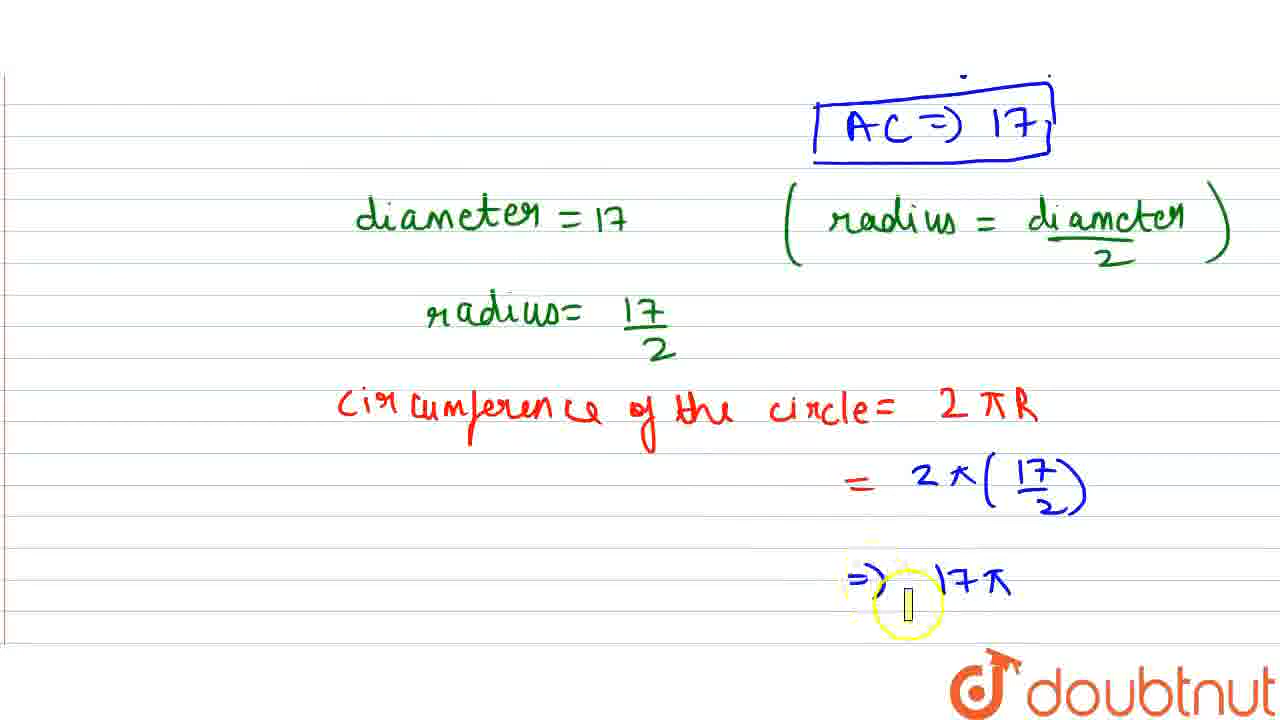 AC => 17
diameter = 17 ( radius = diameter/2 )
radius = 17/2
circumference of the circle = 2πR
= 2π(17/2)
=> 17π
doubtnut